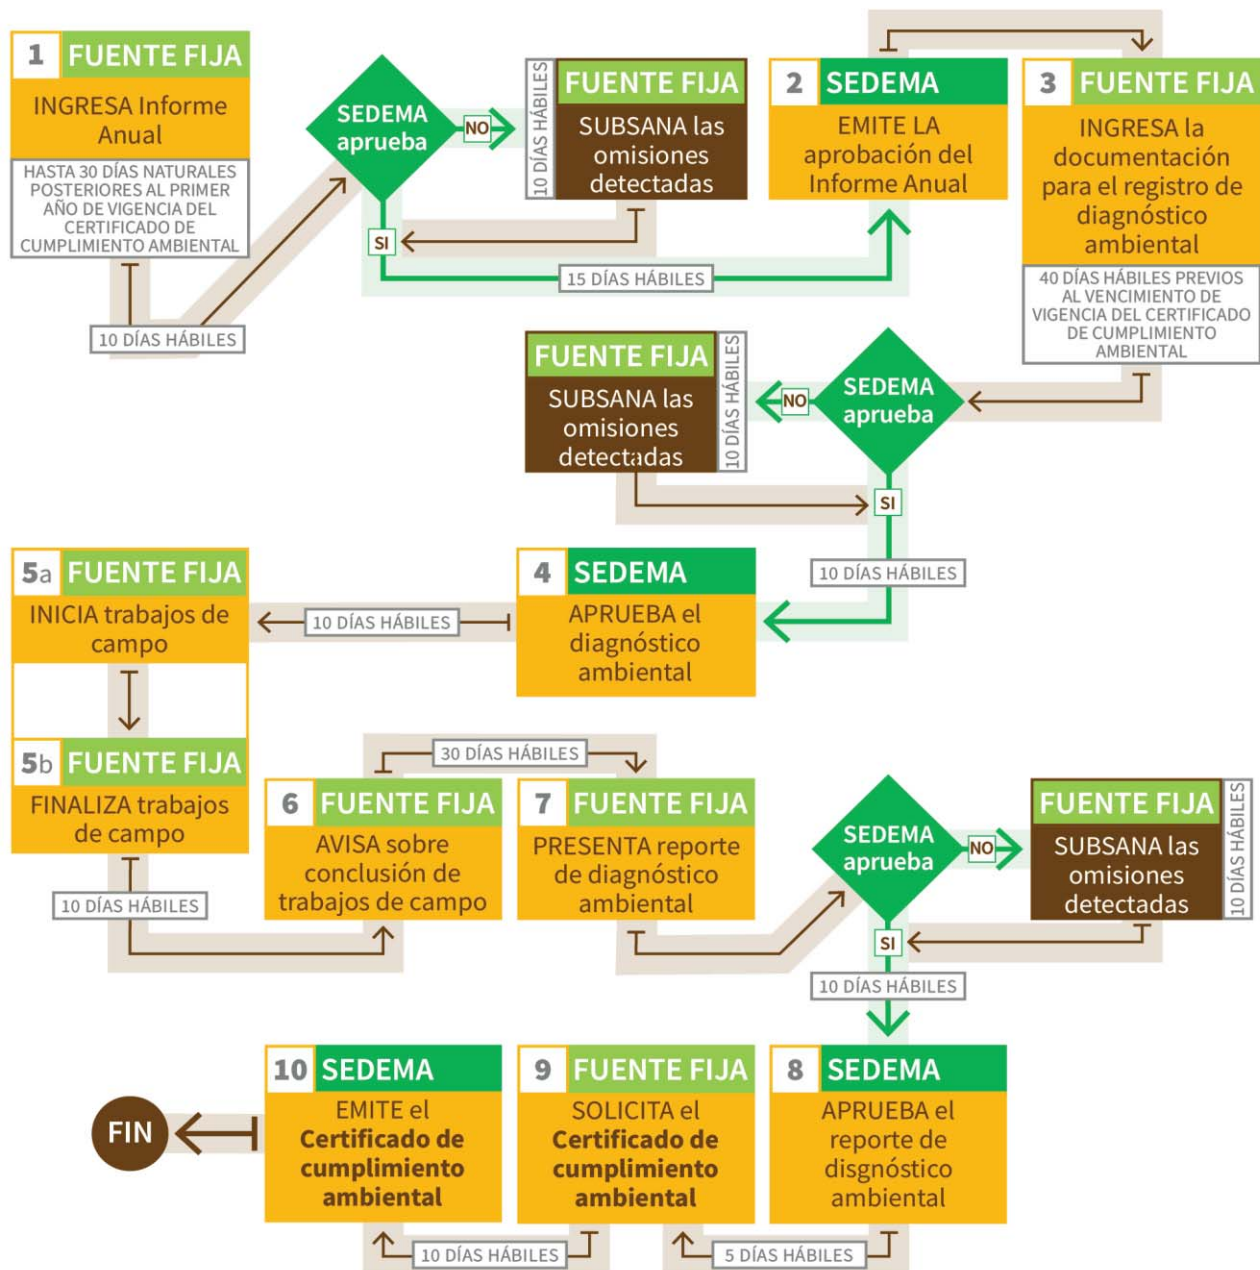 1 FUENTE FIJA
INGRESA Informe
Anual
HASTA 30 DÍAS NATURALES
POSTERIORES AL PRIMER
AÑO DE VIGENCIA DEL
CERTIFICADO DE
CUMPLIMIENTO AMBIENTAL
10 DÍAS HÁBILES
SEDEMA
aprueba
NO
SI
10 DÍAS HÁBILES
FUENTE FIJA
SUBSANA las
omisiones
detectadas
15 DÍAS HÁBILES
2 SEDEMA
EMITE LA
aprobación del
Informe Anual
3 FUENTE FIJA
INGRESA la
documentación
para el registro de
diagnóstico
ambiental
40 DÍAS HÁBILES PREVIOS
AL VENCIMIENTO DE
VIGENCIA DEL CERTIFICADO
DE CUMPLIMIENTO
AMBIENTAL
SEDEMA
aprueba
NO
SI
FUENTE FIJA
SUBSANA las
omisiones
detectadas
10 DÍAS HÁBILES
10 DÍAS HÁBILES
4 SEDEMA
APRUEBA el
diagnóstico
ambiental
10 DÍAS HÁBILES
5a FUENTE FIJA
INICIA trabajos de
campo
5b FUENTE FIJA
FINALIZA trabajos
de campo
10 DÍAS HÁBILES
6 FUENTE FIJA
AVISA sobre
conclusión de
trabajos de campo
30 DÍAS HÁBILES
7 FUENTE FIJA
PRESENTA reporte
de diagnóstico
ambiental
SEDEMA
aprueba
NO
SI
FUENTE FIJA
SUBSANA las
omisiones
detectadas
10 DÍAS HÁBILES
10 DÍAS HÁBILES
8 SEDEMA
APRUEBA el
reporte de
disgnóstico
ambiental
5 DÍAS HÁBILES
9 FUENTE FIJA
SOLICITA el
Certificado de
cumplimiento
ambiental
10 DÍAS HÁBILES
10 SEDEMA
EMITE el
Certificado de
cumplimiento
ambiental
FIN